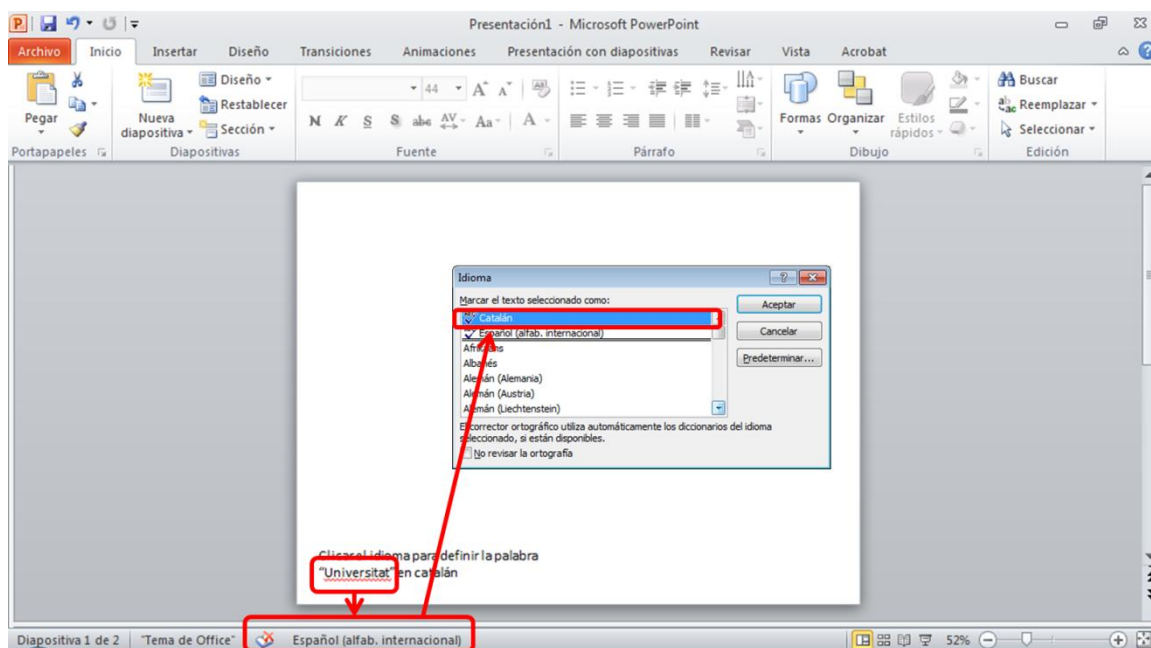 Presentación1 - Microsoft PowerPoint
Archivo Inicio Insertar Diseño Transiciones Animaciones Presentación con diapositivas Revisar Vista Acrobat
Pegar
Portapapeles
Nueva diapositiva
Diseño
Restablecer
Sección
Diapositivas
44
N K S S abc AV Aa A
Fuente
Párrafo
Formas Organizar Estilos rápidos
Dibujo
Buscar
Reemplazar
Seleccionar
Edición
Idioma
Marcar el texto seleccionado como:
Catalán
Español (alfab. internacional)
Afrikáans
Albanés
Alemán (Alemania)
Alemán (Austria)
Alemán (Liechtenstein)
Aceptar
Cancelar
Predeterminar...
El corrector ortográfico utiliza automáticamente los diccionarios del idioma
seleccionado, si están disponibles.
No revisar la ortografía
Clicar el idioma para definir la palabra
"Universitat" en catalán
Diapositiva 1 de 2 "Tema de Office" Español (alfab. internacional) 52%